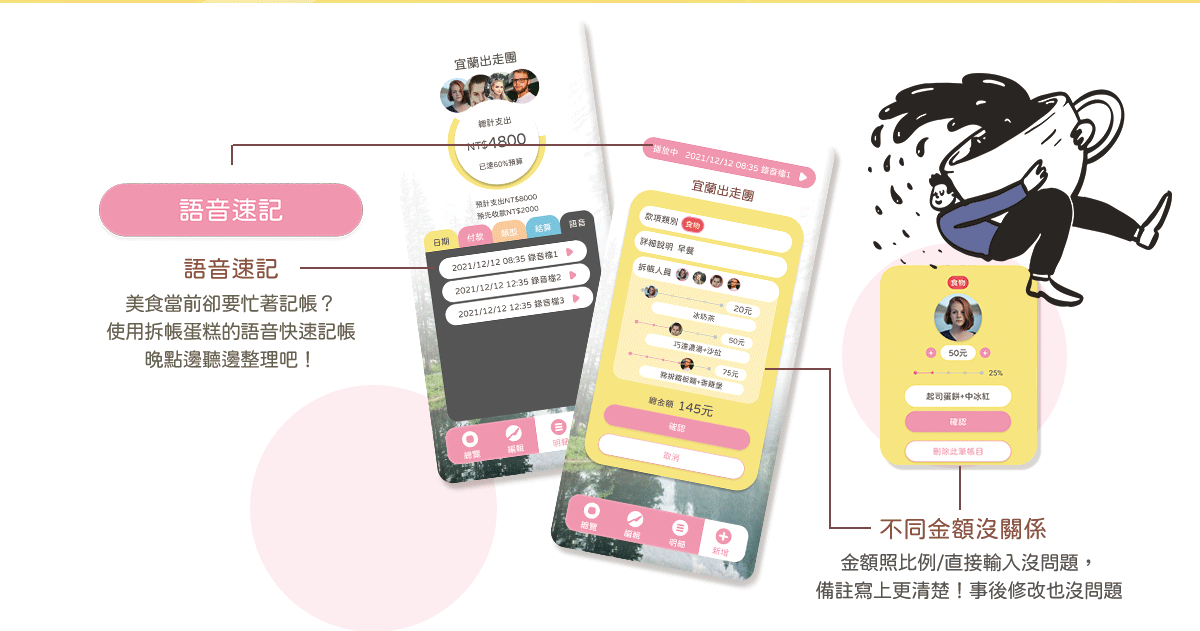 語音速記
語音速記
美食當前卻要忙著記帳？
使用拆帳蛋糕的語音快速記帳
晚點邊聽邊整理吧！
宜蘭出走團
總計支出
NT$4800
已達60%預算
預計支出NT$8000
預先收款NT$2000
日期
付款
類型
結算
語音
2021/12/12 08:35 錄音檔1
2021/12/12 12:35 錄音檔2
2021/12/12 12:35 錄音檔3
總覽
編輯
明細
播放中 2021/12/12 08:35 錄音檔1
宜蘭出走團
款項類別 食物
詳細說明 早餐
拆帳人員
20元
冰奶茶
50元
巧達濃湯+沙拉
75元
豬排鐵板麵+蛋餐堡
總金額 145元
確認
取消
總覽
編輯
明細
新增
食物
50元
25%
起司蛋餅+中冰紅
確認
刪除此筆帳目
不同金額沒關係
金額照比例/直接輸入沒問題，
備註寫上更清楚！事後修改也沒問題